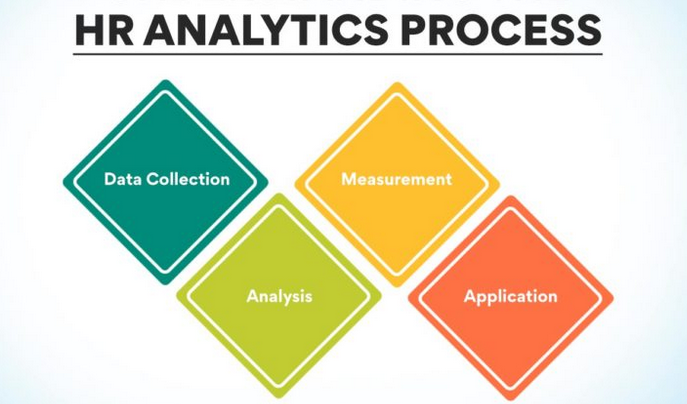 HR ANALYTICS PROCESS
Data Collection
Measurement
Analysis
Application